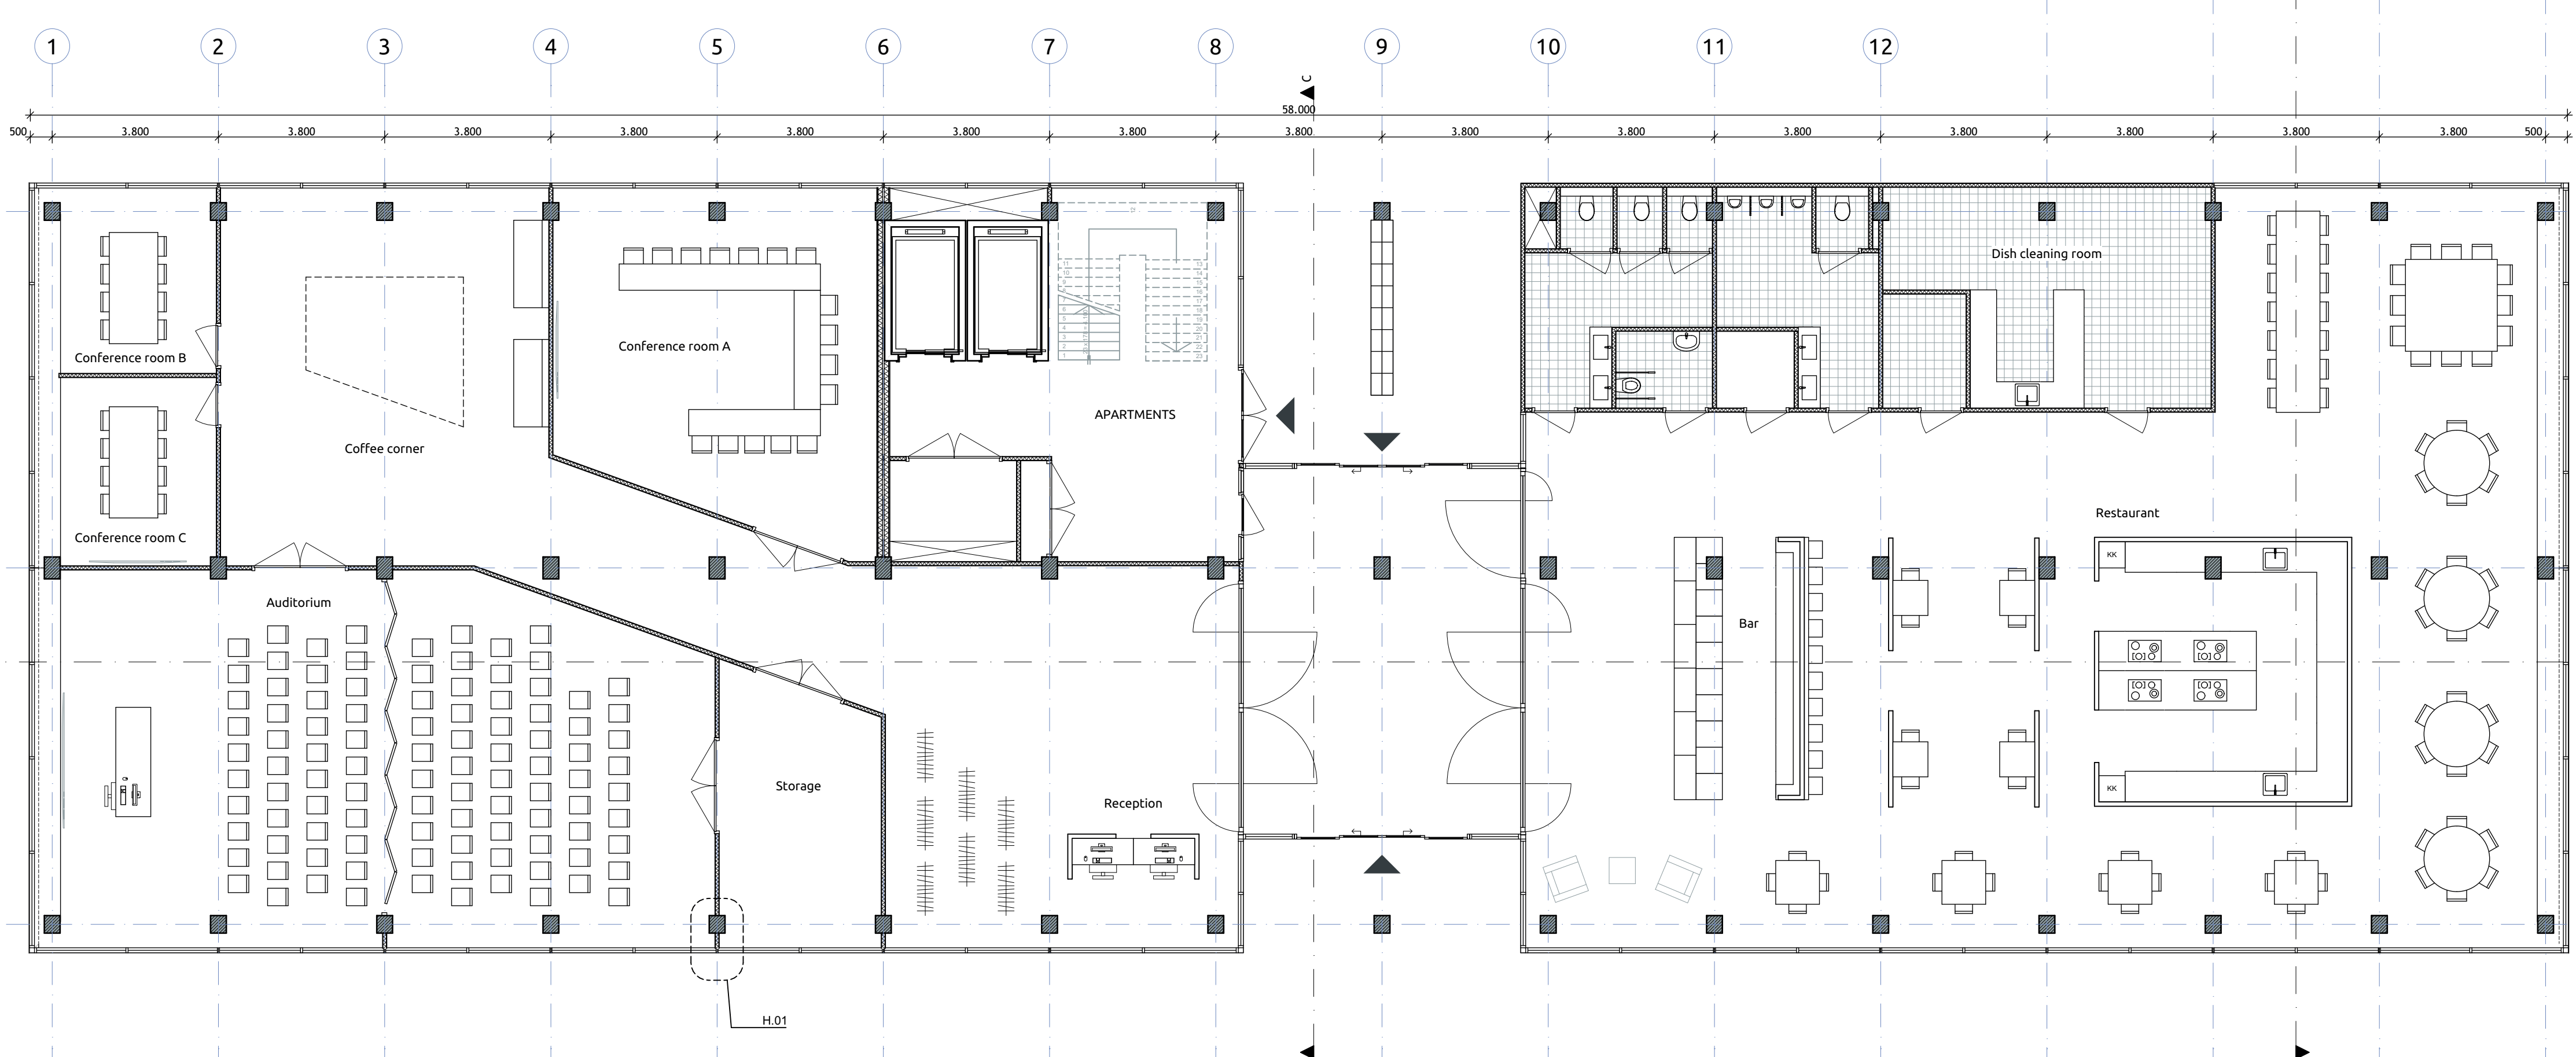 1 2 3 4 5 6 7 8 9 10 11 12
C
58.000
500 3.800 3.800 3.800 3.800 3.800 3.800 3.800 3.800 3.800 3.800 3.800 3.800 3.800 3.800 3.800 500
Dish cleaning room
Conference room A
Conference room B
APARTMENTS
Coffee corner
Restaurant
Conference room C
KK
Auditorium
Bar
Storage
KK
Reception
H.01